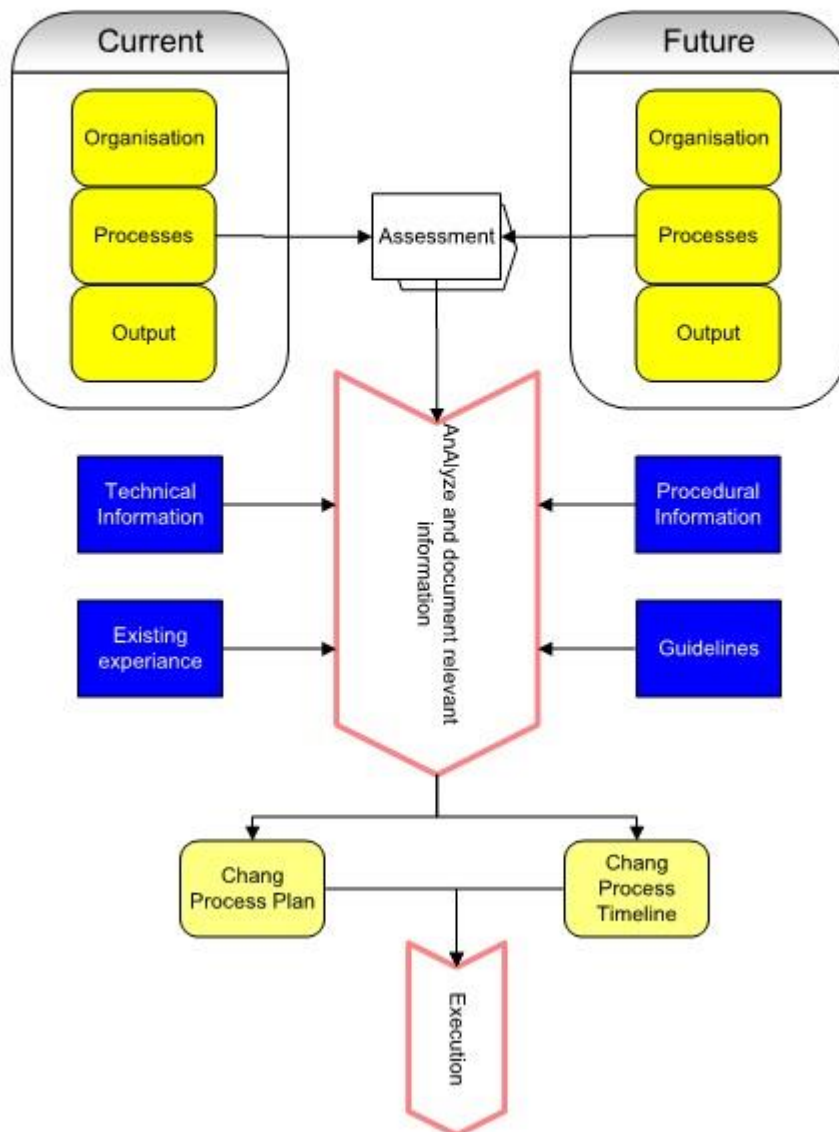 Current
Future
Organisation
Processes
Output
Assessment
Organisation
Processes
Output
AnAlyze and document relevant
information
Technical
Information
Existing
experiance
Procedural
Information
Guidelines
Chang
Process Plan
Chang
Process
Timeline
Execution